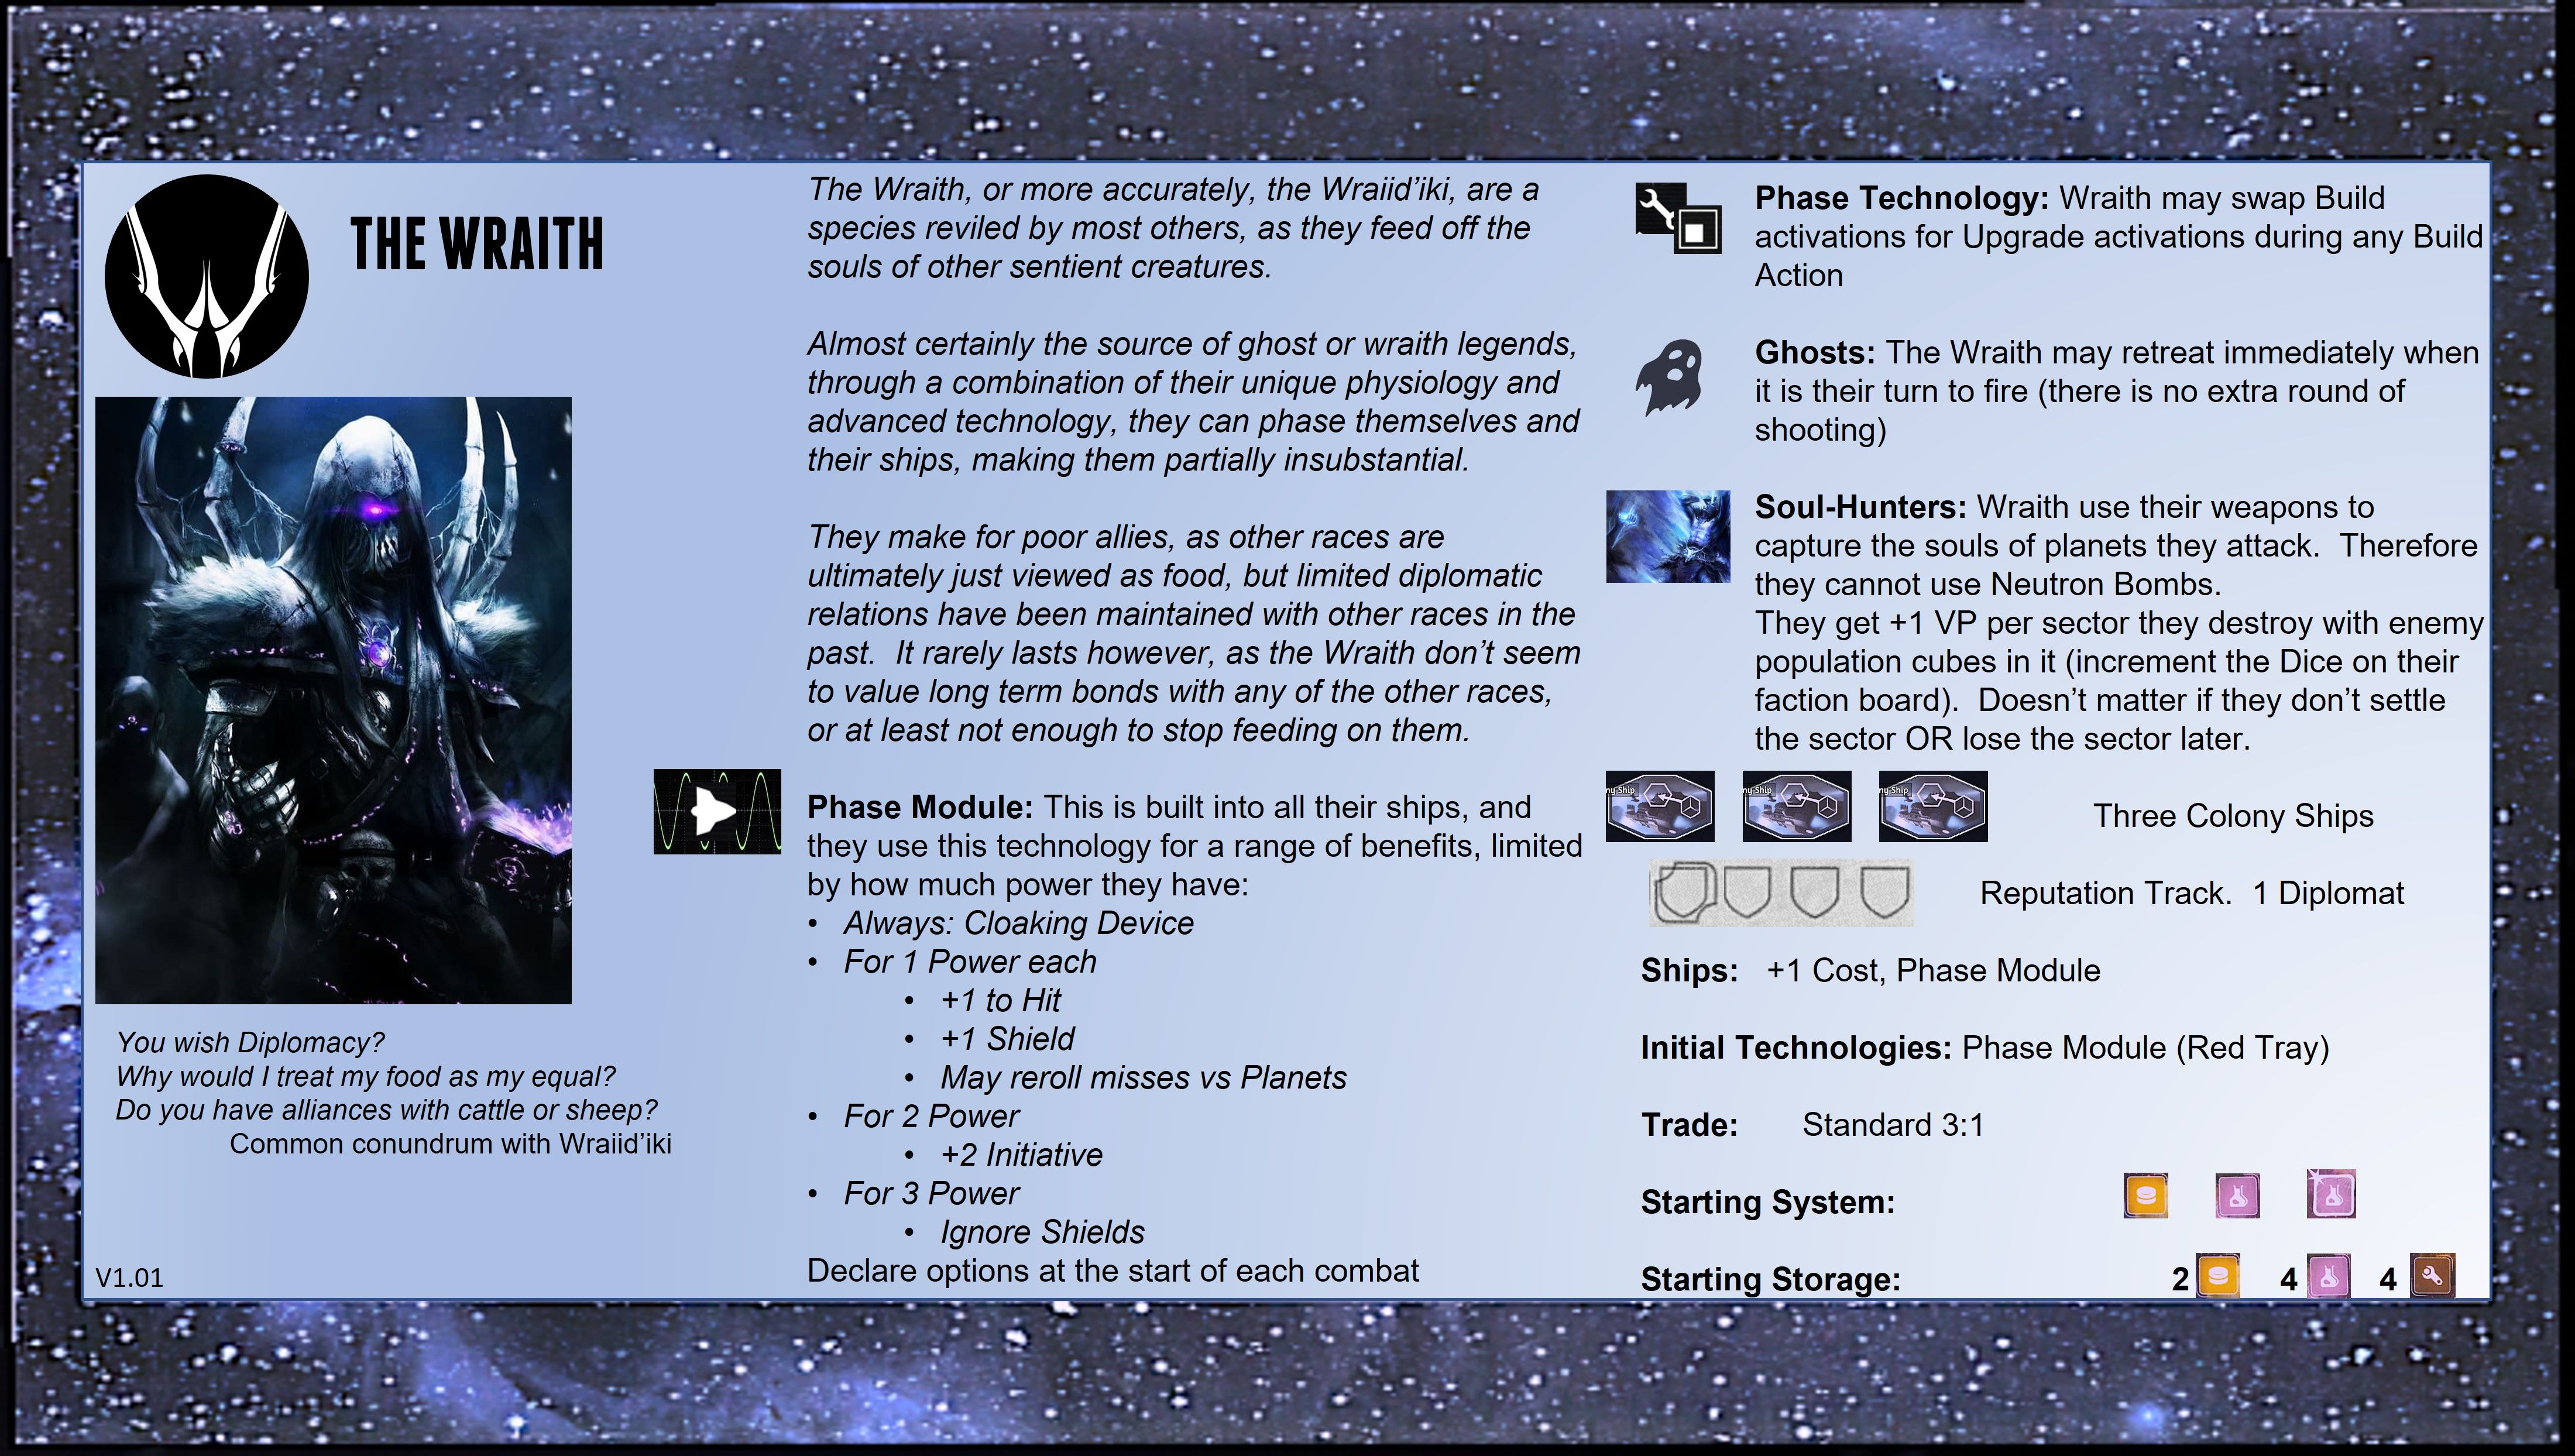 THE WRAITH
You wish Diplomacy?
Why would I treat my food as my equal?
Do you have alliances with cattle or sheep?
Common conundrum with Wraiid’iki
V1.01
The Wraith, or more accurately, the Wraiid’iki, are a
species reviled by most others, as they feed off the
souls of other sentient creatures.
Almost certainly the source of ghost or wraith legends,
through a combination of their unique physiology and
advanced technology, they can phase themselves and
their ships, making them partially insubstantial.
They make for poor allies, as other races are
ultimately just viewed as food, but limited diplomatic
relations have been maintained with other races in the
past.  It rarely lasts however, as the Wraith don’t seem
to value long term bonds with any of the other races,
or at least not enough to stop feeding on them.
Phase Module: This is built into all their ships, and
they use this technology for a range of benefits, limited
by how much power they have:
• Always: Cloaking Device
• For 1 Power each
• +1 to Hit
• +1 Shield
• May reroll misses vs Planets
• For 2 Power
• +2 Initiative
• For 3 Power
• Ignore Shields
Declare options at the start of each combat
Phase Technology: Wraith may swap Build
activations for Upgrade activations during any Build
Action
Ghosts: The Wraith may retreat immediately when
it is their turn to fire (there is no extra round of
shooting)
Soul-Hunters: Wraith use their weapons to
capture the souls of planets they attack.  Therefore
they cannot use Neutron Bombs.
They get +1 VP per sector they destroy with enemy
population cubes in it (increment the Dice on their
faction board).  Doesn’t matter if they don’t settle
the sector OR lose the sector later.
ny Ship ny Ship ny Ship Three Colony Ships
Reputation Track.  1 Diplomat
Ships: +1 Cost, Phase Module
Initial Technologies: Phase Module (Red Tray)
Trade: Standard 3:1
Starting System:
Starting Storage: 2 4 4